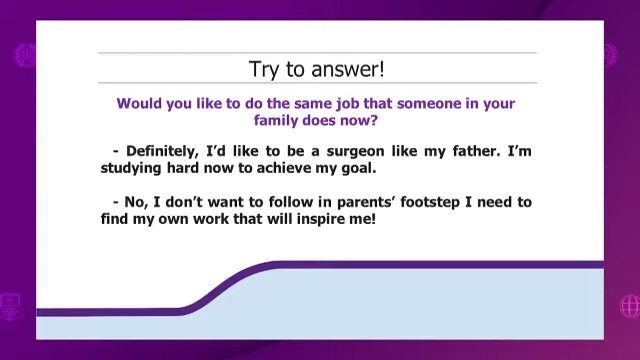 Try to answer!
Would you like to do the same job that someone in your
family does now?
- Definitely, I'd like to be a surgeon like my father. I'm
studying hard now to achieve my goal.
- No, I don't want to follow in parents' footstep I need to
find my own work that will inspire me!